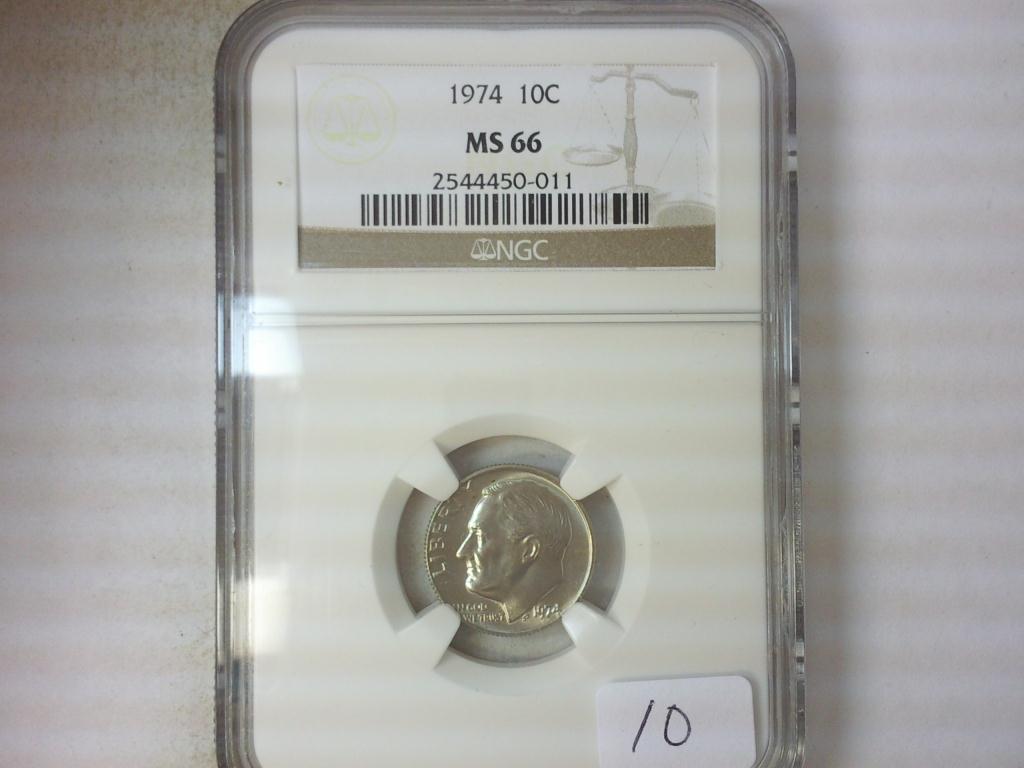 1974 10C
MS 66
2544450-011
NGC
LIBERTY
IN GOD
WE TRUST
1974
10